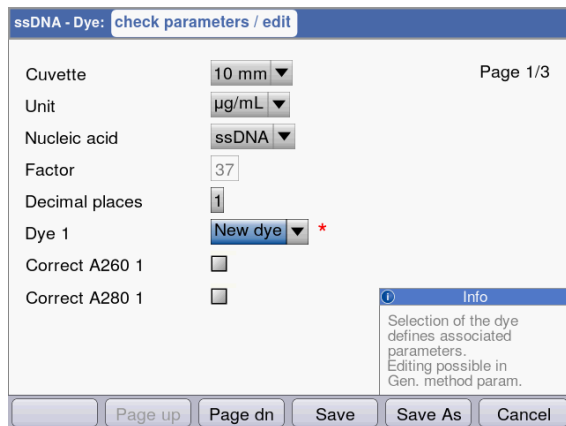 ssDNA - Dye: check parameters / edit
Cuvette 10 mm Page 1/3
Unit µg/mL
Nucleic acid ssDNA
Factor 37
Decimal places 1
Dye 1 New dye *
Correct A260 1
Correct A280 1
Info
Selection of the dye
defines associated
parameters.
Editing possible in
Gen. method param.
Page up Page dn Save Save As Cancel